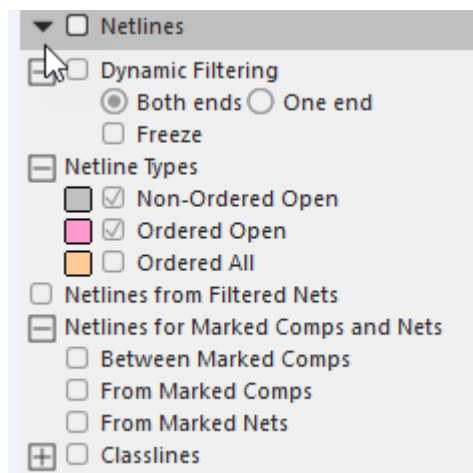 Netlines
Dynamic Filtering
Both ends One end
Freeze
Netline Types
Non-Ordered Open
Ordered Open
Ordered All
Netlines from Filtered Nets
Netlines for Marked Comps and Nets
Between Marked Comps
From Marked Comps
From Marked Nets
Classlines